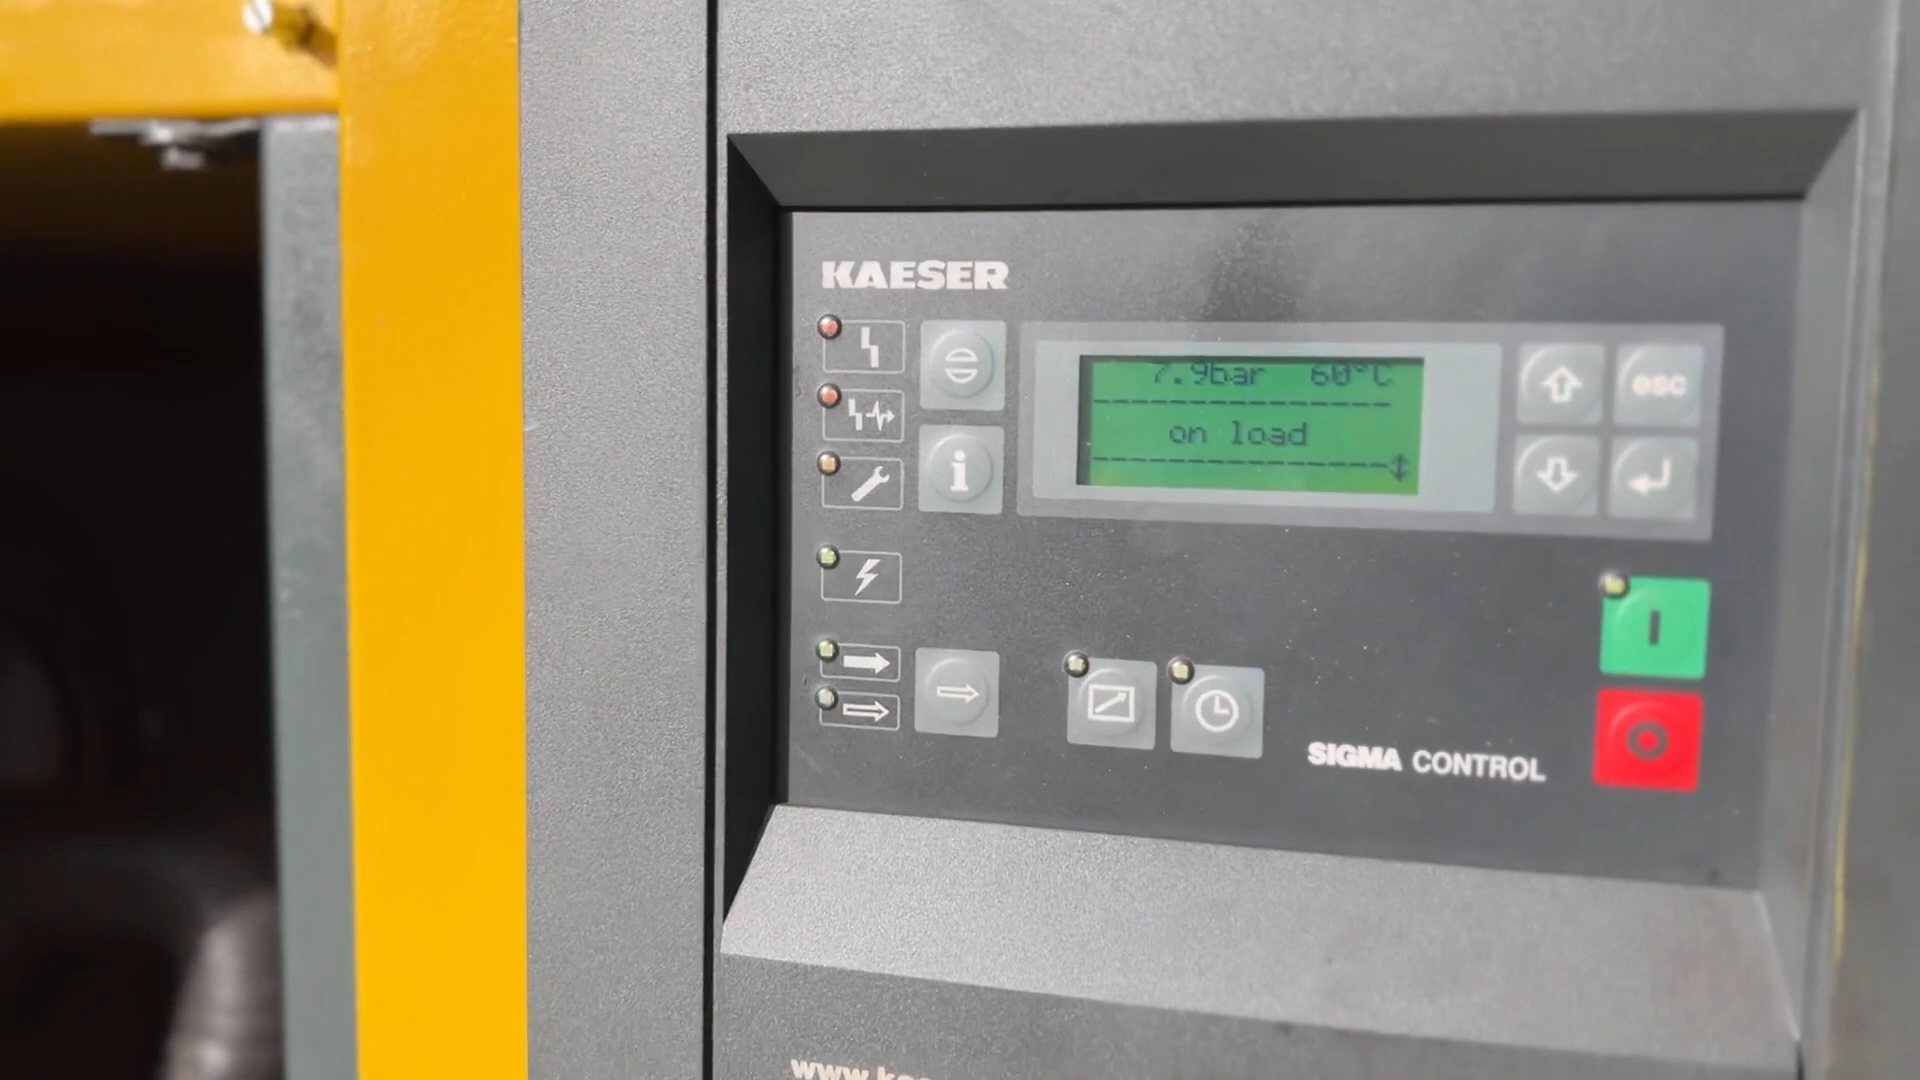 KAESER
7.9bar 60°C
on load
esc
i
I
O
SIGMA CONTROL